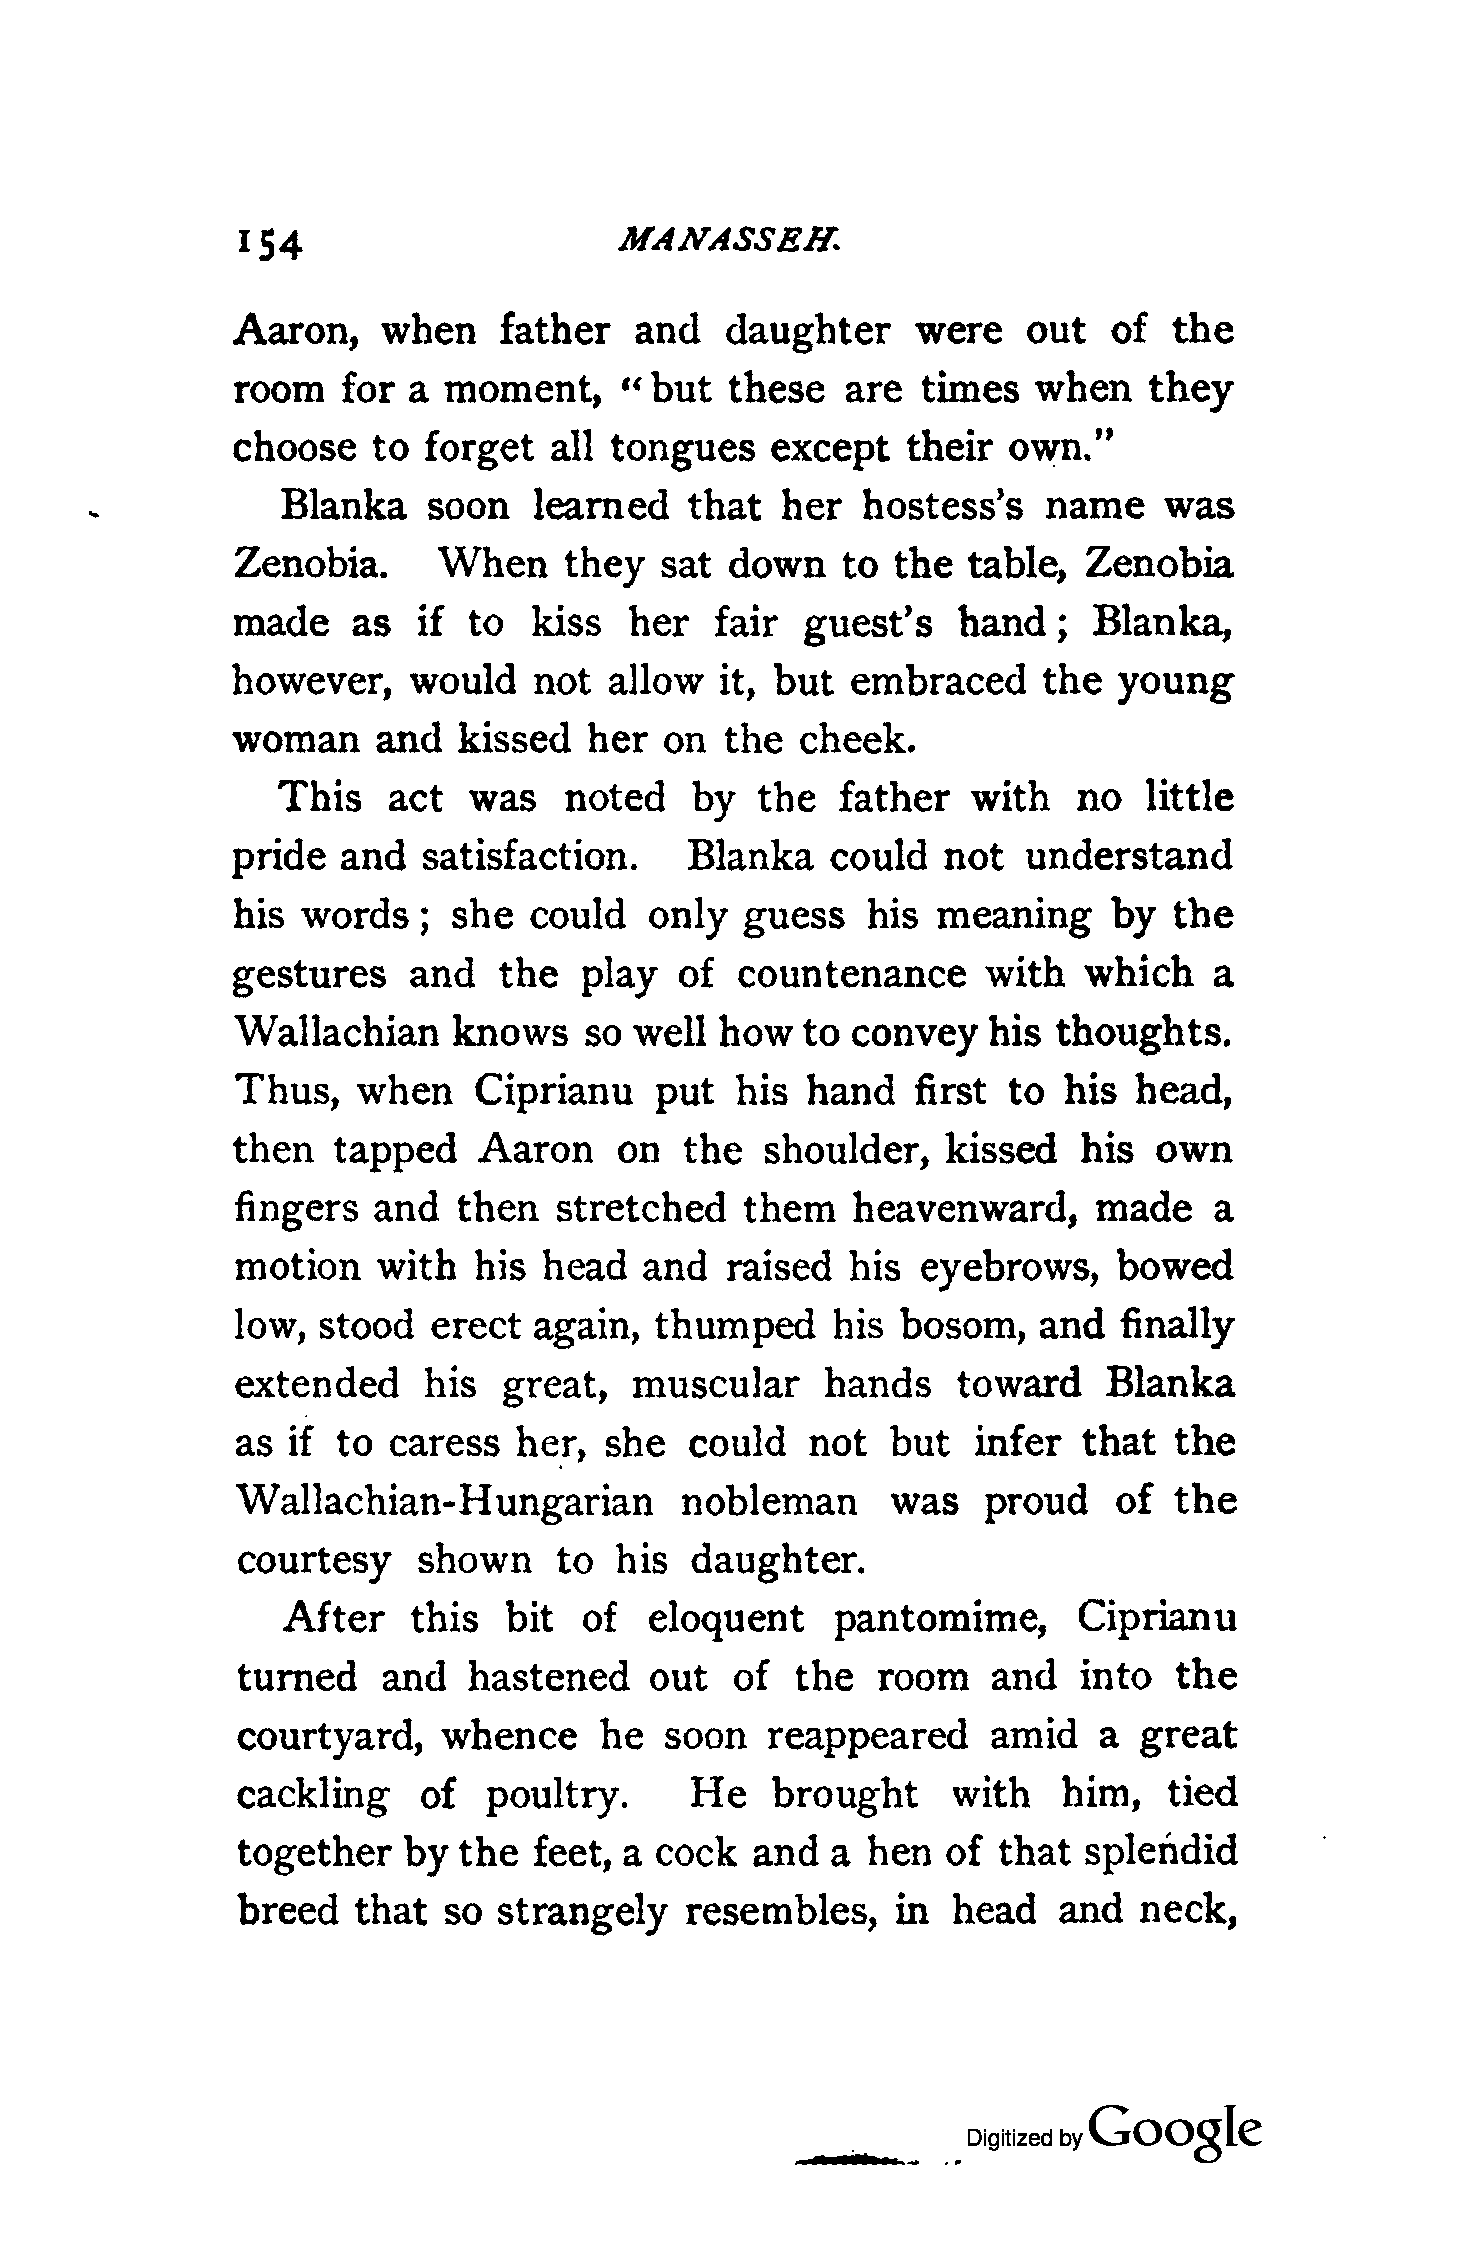 154 MANASSEH.
Aaron, when father and daughter were out of the
room for a moment, “but these are times when they
choose to forget all tongues except their own.”
Blanka soon learned that her hostess’s name was
Zenobia. When they sat down to the table, Zenobia
made as if to kiss her fair guest’s hand; Blanka,
however, would not allow it, but embraced the young
woman and kissed her on the cheek.
This act was noted by the father with no little
pride and satisfaction. Blanka could not understand
his words; she could only guess his meaning by the
gestures and the play of countenance with which a
Wallachian knows so well how to convey his thoughts.
Thus, when Ciprianu put his hand first to his head,
then tapped Aaron on the shoulder, kissed his own
fingers and then stretched them heavenward, made a
motion with his head and raised his eyebrows, bowed
low, stood erect again, thumped his bosom, and finally
extended his great, muscular hands toward Blanka
as if to caress her, she could not but infer that the
Wallachian-Hungarian nobleman was proud of the
courtesy shown to his daughter.
After this bit of eloquent pantomime, Ciprianu
turned and hastened out of the room and into the
courtyard, whence he soon reappeared amid a great
cackling of poultry. He brought with him, tied
together by the feet, a cock and a hen of that splendid
breed that so strangely resembles, in head and neck,
Digitized by Google